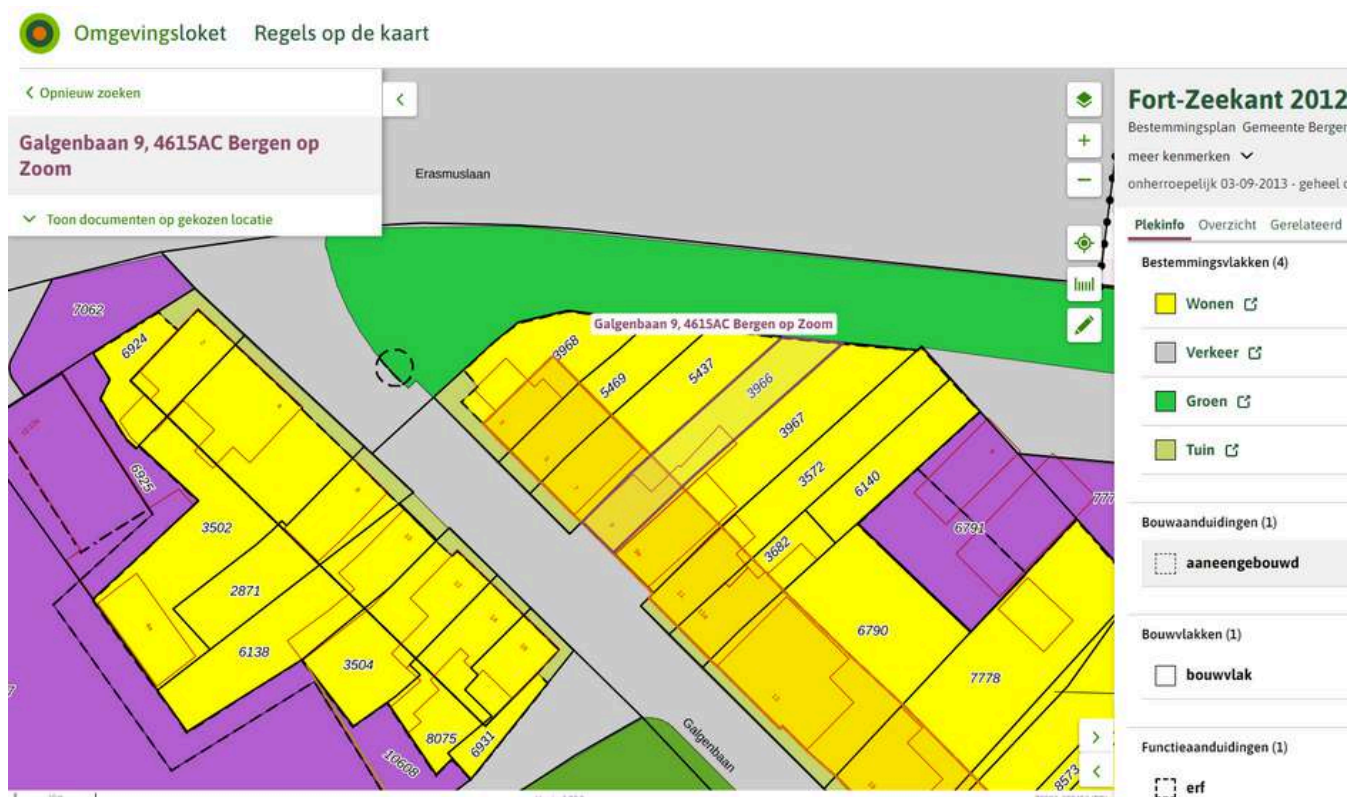 Omgevingsloket Regels op de kaart
Opnieuw zoeken
Galgenbaan 9, 4615AC Bergen op
Zoom
Toon documenten op gekozen locatie
Erasmuslaan
7062
6924
6925
3502
2871
6138
3504
8075
6931
10608
Galgenbaan 9, 4615AC Bergen op Zoom
3968
5469
5437
3966
3967
3572
6140
3682
6791
777
6790
7778
8573
Galgenbaan
Fort-Zeekant 2012
Bestemmingsplan Gemeente Bergen
meer kenmerken
onherroepelijk 03-09-2013 - geheel
Plekinfo Overzicht Gerelateerd
Bestemmingsvlakken (4)
Wonen
Verkeer
Groen
Tuin
Bouwaanduidingen (1)
aaneengebouwd
Bouwvlakken (1)
bouwvlak
Functieaanduidingen (1)
erf